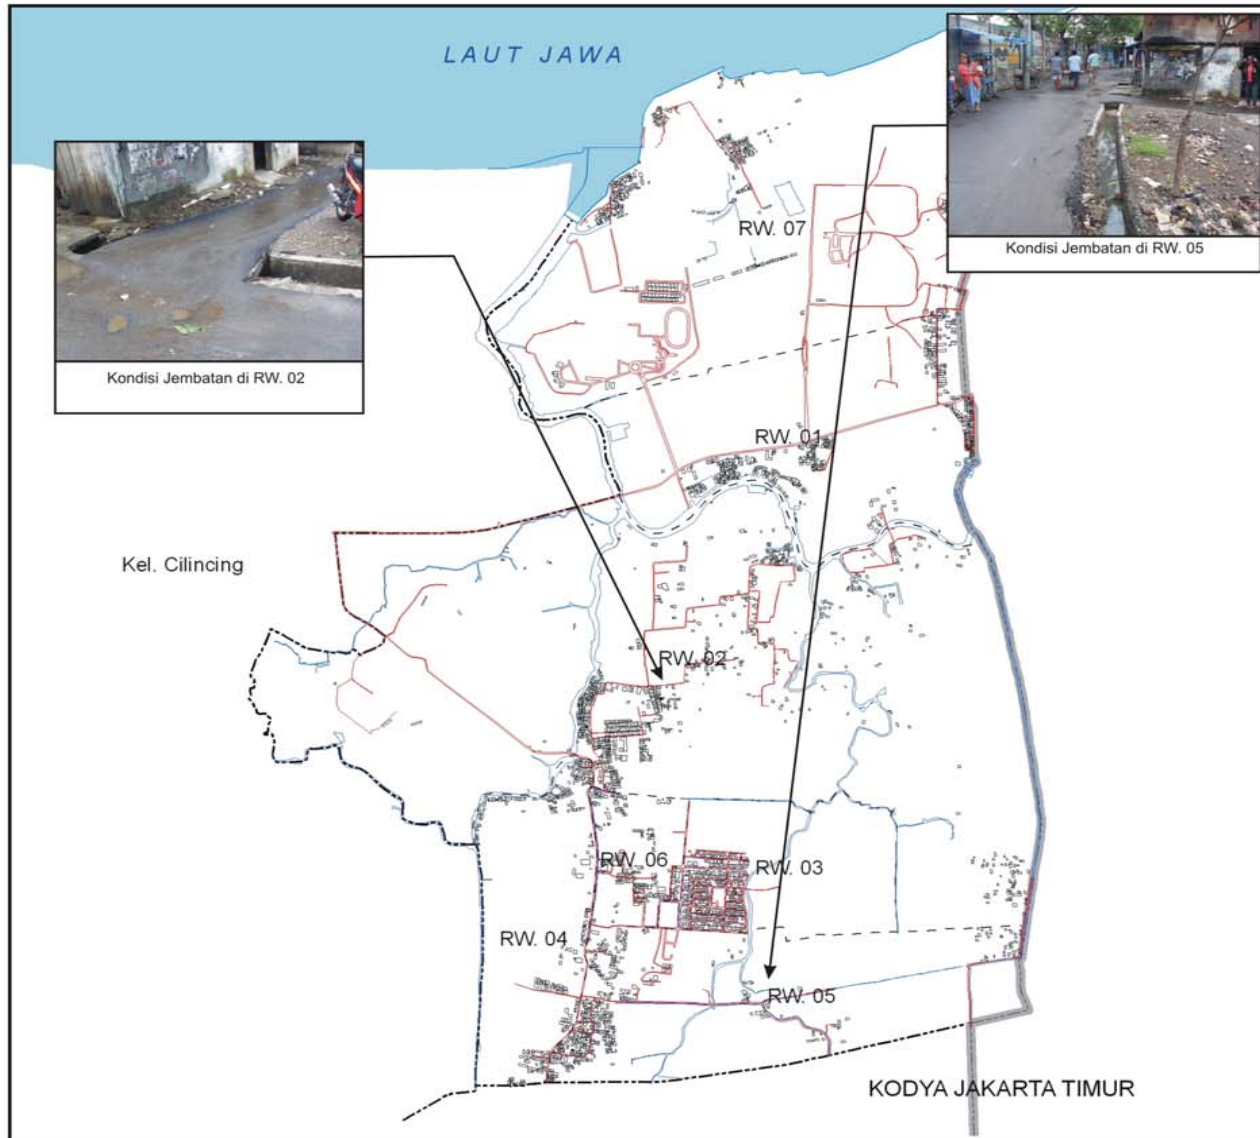 LAUT JAWA
Kondisi Jembatan di RW. 05
Kondisi Jembatan di RW. 02
RW. 07
RW. 01
Kel. Cilincing
RW. 02
RW. 06
RW. 03
RW. 04
RW. 05
KODYA JAKARTA TIMUR